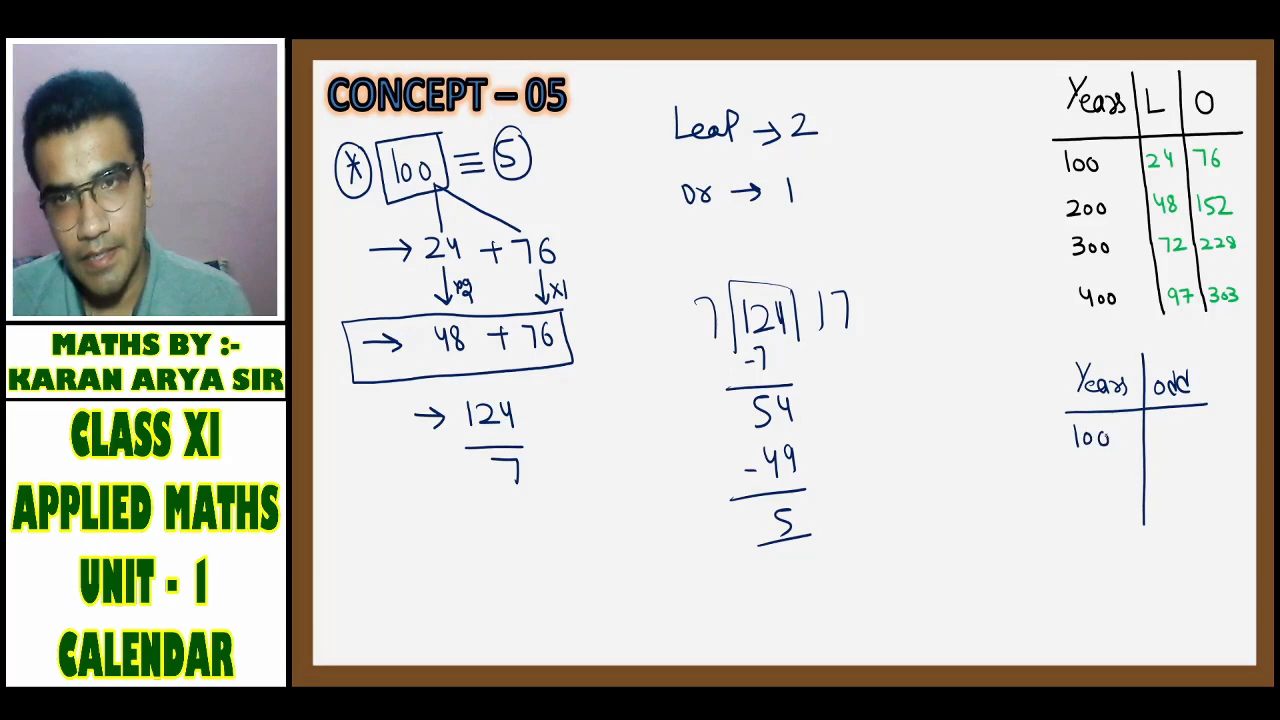 CONCEPT – 05
* 100 ≡ 5
→ 24 + 76
×2 ×1
→ 48 + 76
→ 124
7
Leap → 2
or → 1
7 124 17
-7
54
-49
5
Years L O
100 24 76
200 48 152
300 72 228
400 97 303
Years odd
100
MATHS BY :-
KARAN ARYA SIR
CLASS XI
APPLIED MATHS
UNIT - 1
CALENDAR